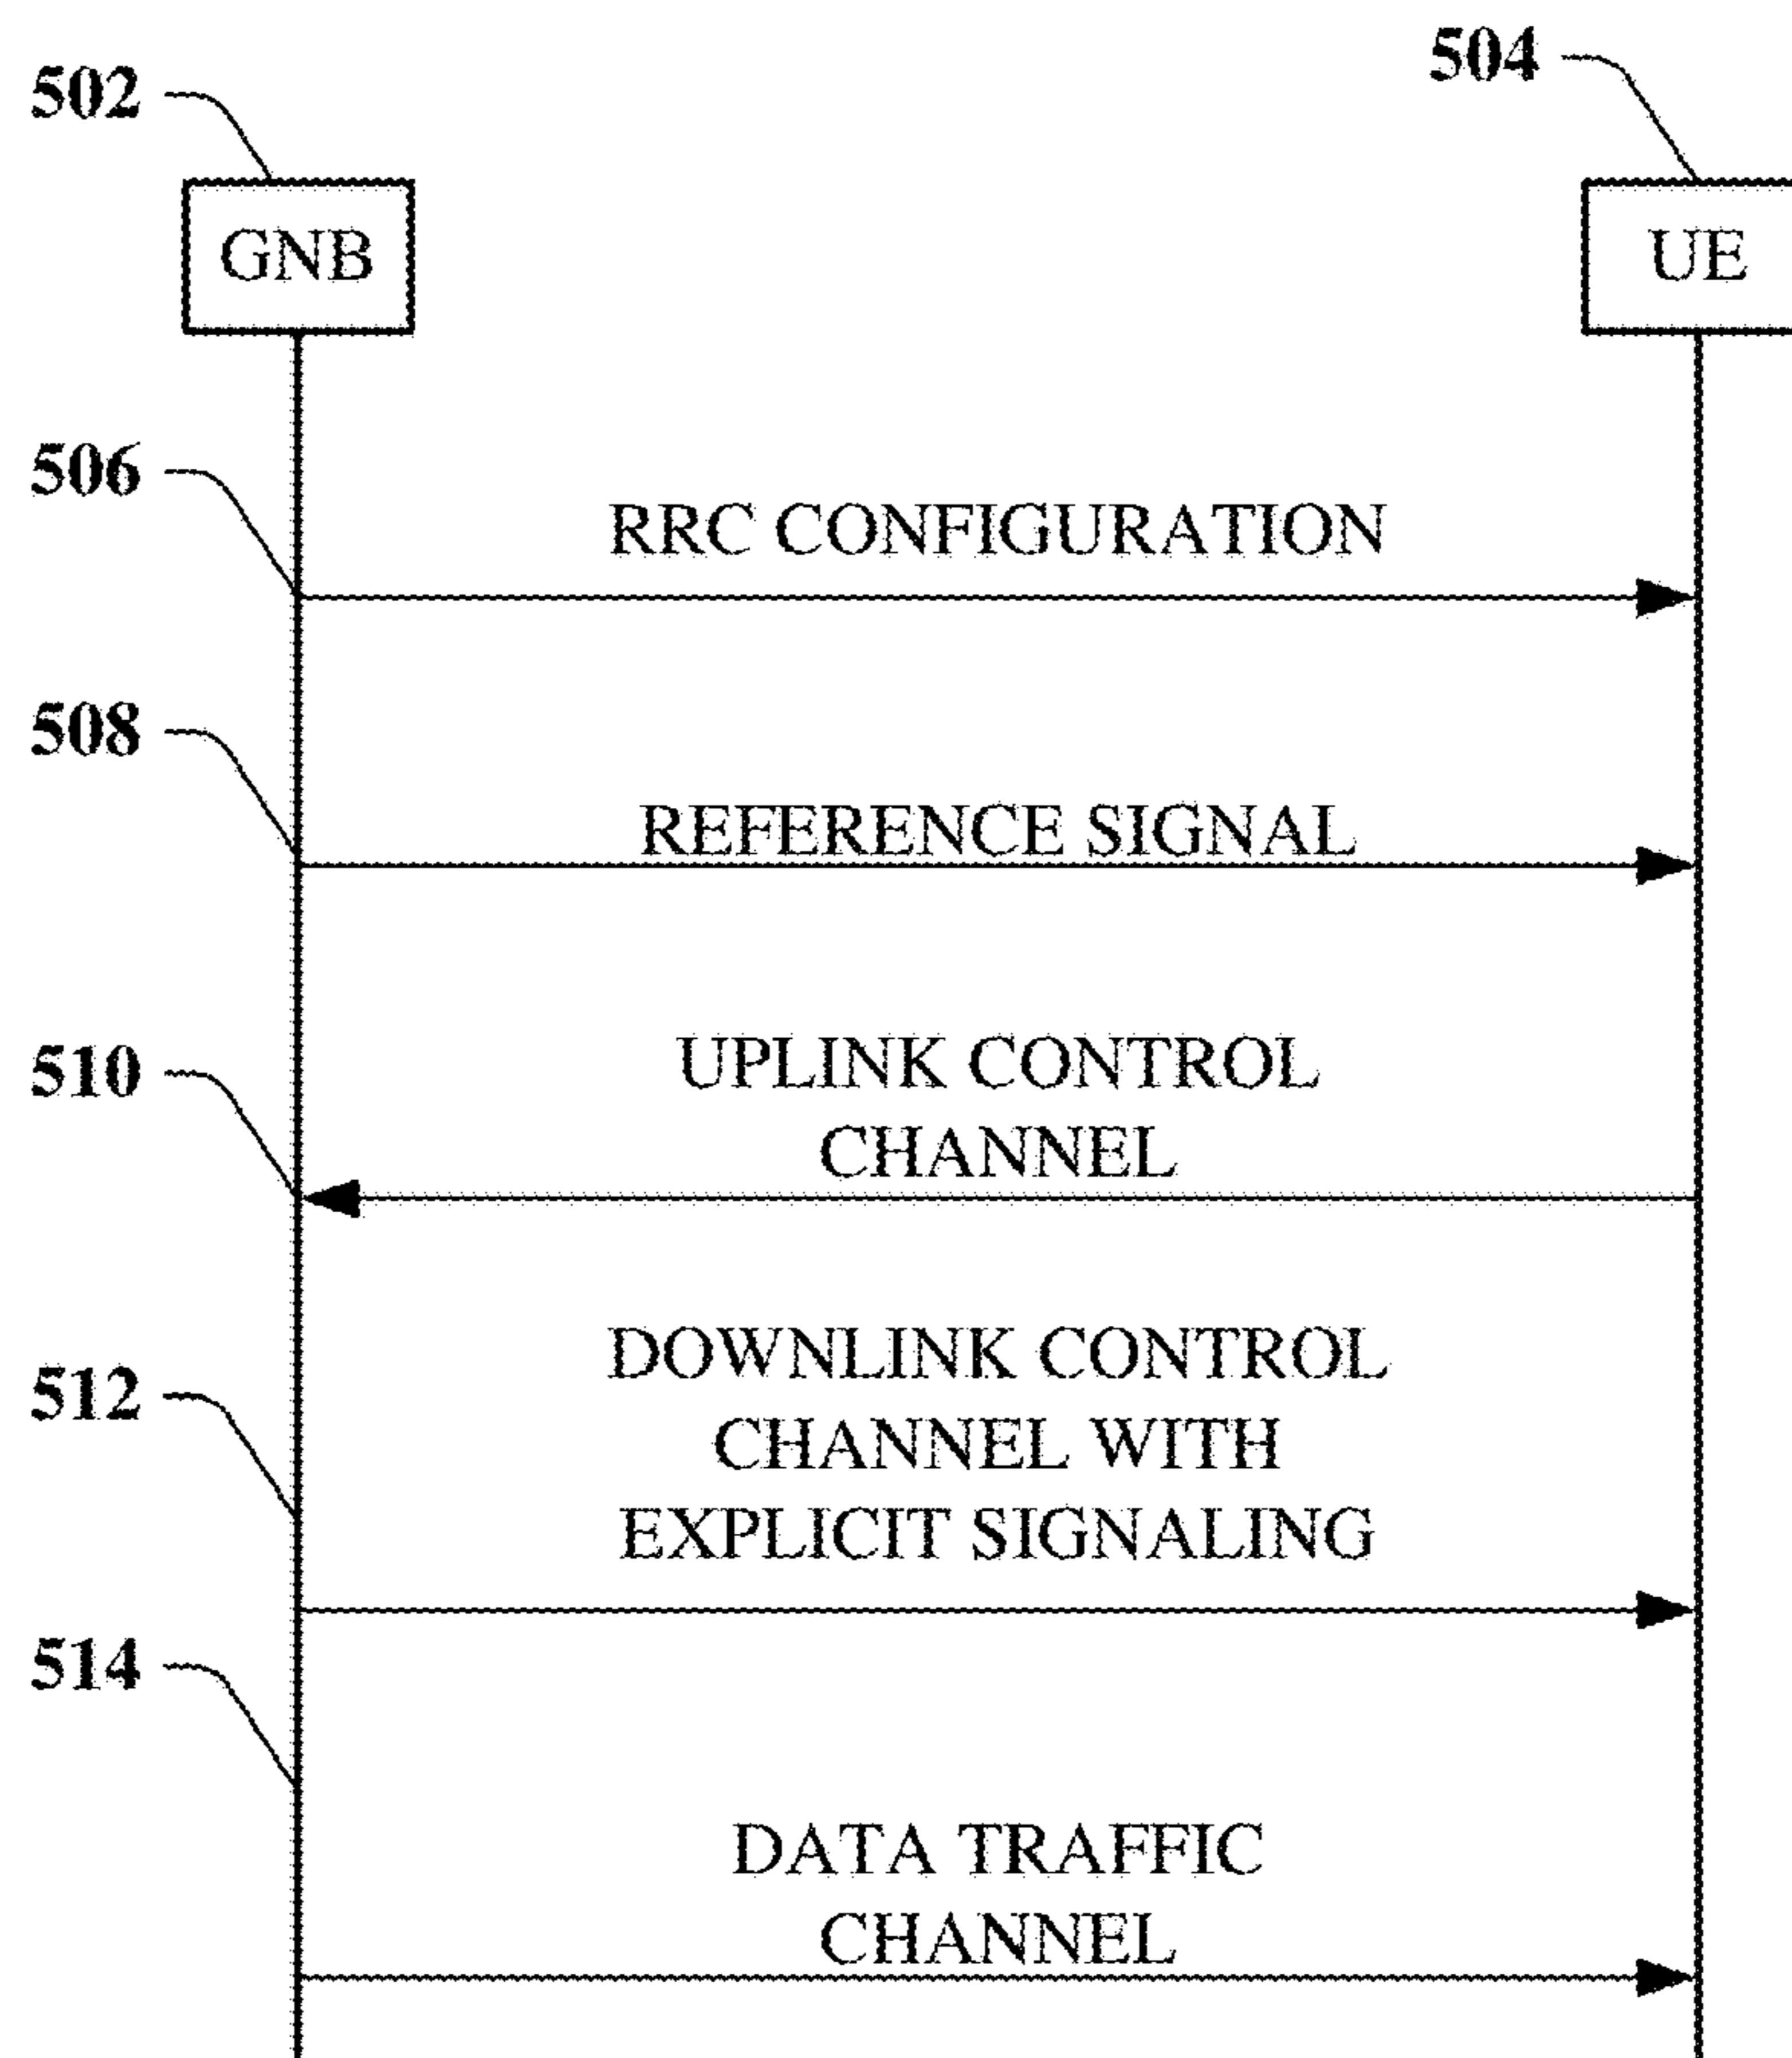 502
504
GNB
UE
506
RRC CONFIGURATION
508
REFERENCE SIGNAL
510
UPLINK CONTROL
CHANNEL
512
DOWNLINK CONTROL
CHANNEL WITH
EXPLICIT SIGNALING
514
DATA TRAFFIC
CHANNEL